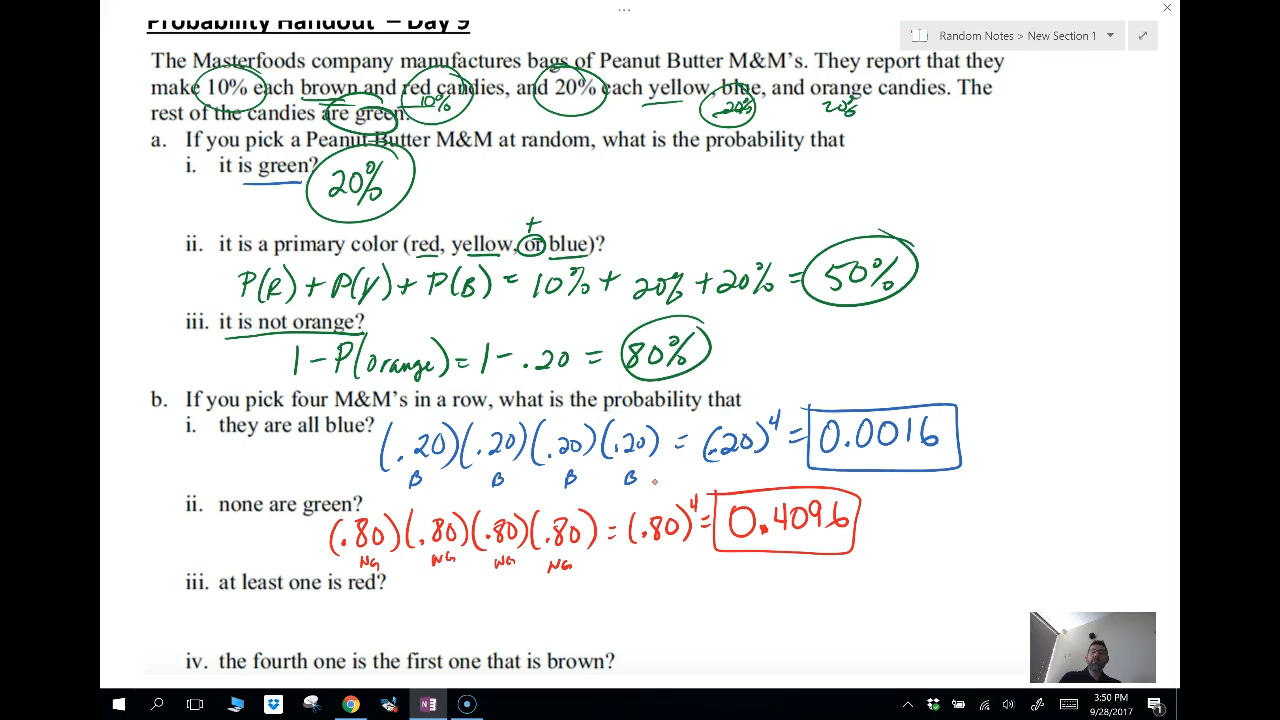 Probability Handout – Day 9
Random Notes > New Section 1
The Masterfoods company manufactures bags of Peanut Butter M&M's. They report that they
make 10% each brown and red candies, and 20% each yellow, blue, and orange candies. The
10% 20% 20%
rest of the candies are green.
a. If you pick a Peanut Butter M&M at random, what is the probability that
i. it is green?
20%
+
ii. it is a primary color (red, yellow, or blue)?
P(R) + P(Y) + P(B) = 10% + 20% + 20% = 50%
iii. it is not orange?
1 - P(orange) = 1 - .20 = 80%
b. If you pick four M&M's in a row, what is the probability that
i. they are all blue?
(.20)(.20)(.20)(.20) = (.20)⁴ = 0.0016
B B B B
ii. none are green?
(.80)(.80)(.80)(.80) = (.80)⁴ = 0.4096
NG NG NG NG
iii. at least one is red?
iv. the fourth one is the first one that is brown?
3:50 PM
9/28/2017